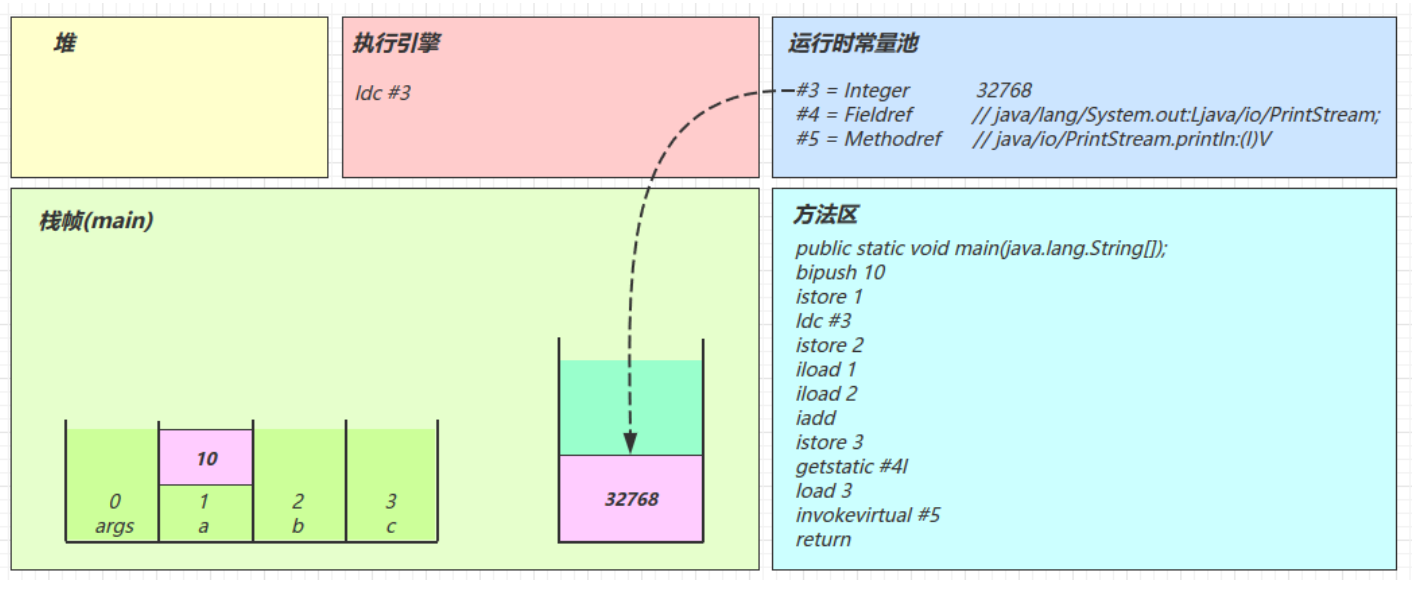 堆
执行引擎
ldc #3
运行时常量池
#3 = Integer 32768
#4 = Fieldref // java/lang/System.out:Ljava/io/PrintStream;
#5 = Methodref // java/io/PrintStream.println:(I)V
栈帧(main)
10
0 1 2 3
args a b c
32768
方法区
public static void main(java.lang.String[]);
bipush 10
istore 1
ldc #3
istore 2
iload 1
iload 2
iadd
istore 3
getstatic #4l
load 3
invokevirtual #5
return